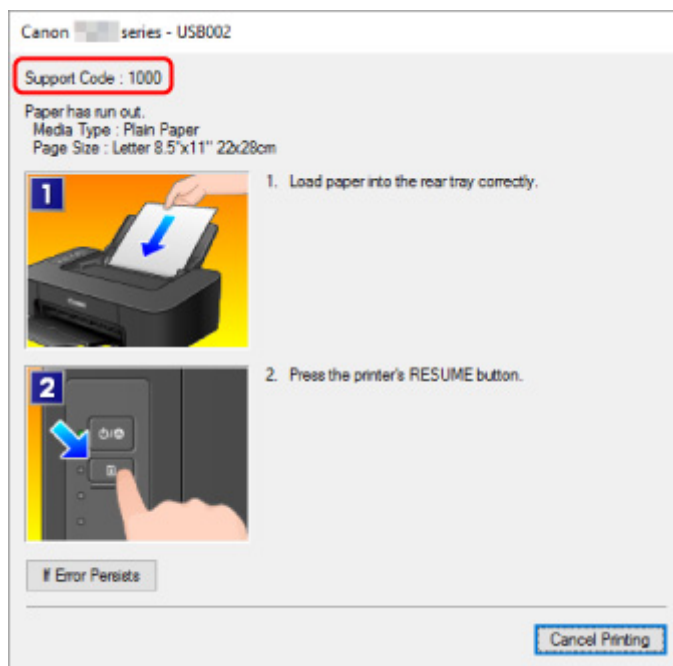 Canon series - USB002
Support Code : 1000
Paper has run out.
Media Type : Plain Paper
Page Size : Letter 8.5"x11" 22x28cm
1
1. Load paper into the rear tray correctly.
2
2. Press the printer's RESUME button.
If Error Persists
Cancel Printing